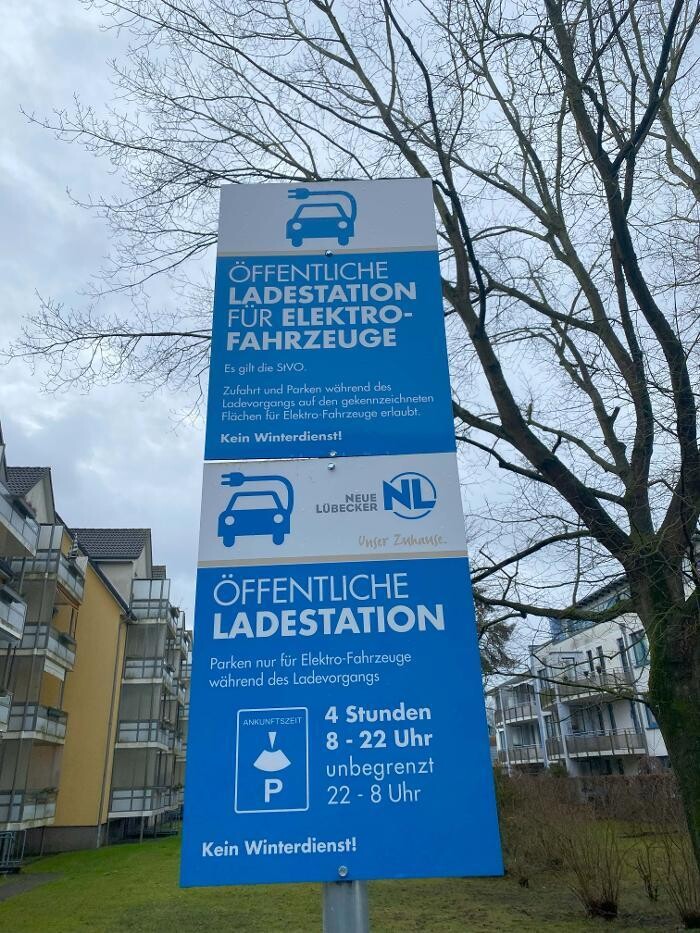 ÖFFENTLICHE
LADESTATION
FÜR ELEKTRO-
FAHRZEUGE
Es gilt die StVO.
Zufahrt und Parken während des
Ladevorgangs auf den gekennzeichneten
Flächen für Elektro-Fahrzeuge erlaubt.
Kein Winterdienst!
NEUE
LÜBECKER
NL
Unser Zuhause.
ÖFFENTLICHE
LADESTATION
Parken nur für Elektro-Fahrzeuge
während des Ladevorgangs
ANKUNFTSZEIT
P
4 Stunden
8 - 22 Uhr
unbegrenzt
22 - 8 Uhr
Kein Winterdienst!